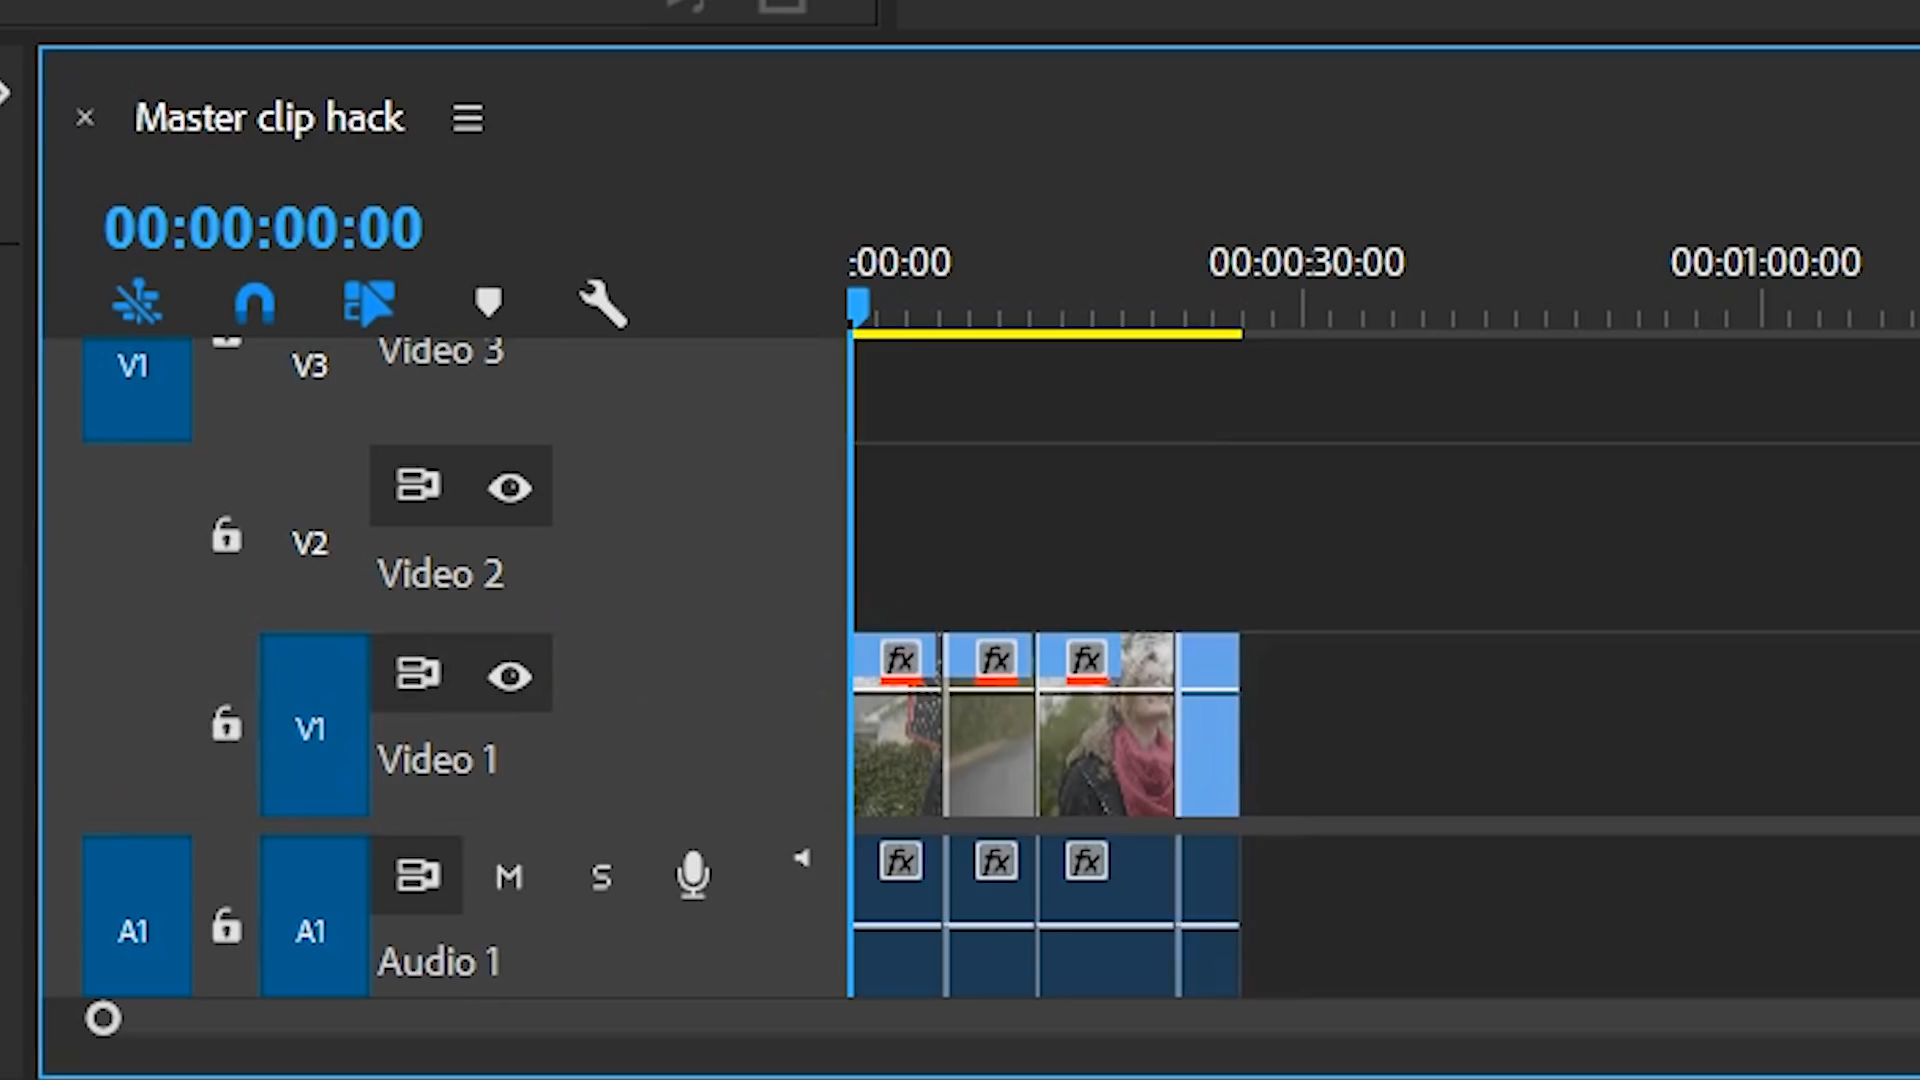 Master clip hack
00:00:00:00
:00:00 00:00:30:00 00:01:00:00
V1 V3 Video 3
V2 Video 2
fx fx fx
V1 Video 1
fx fx fx
M S
A1 A1 Audio 1